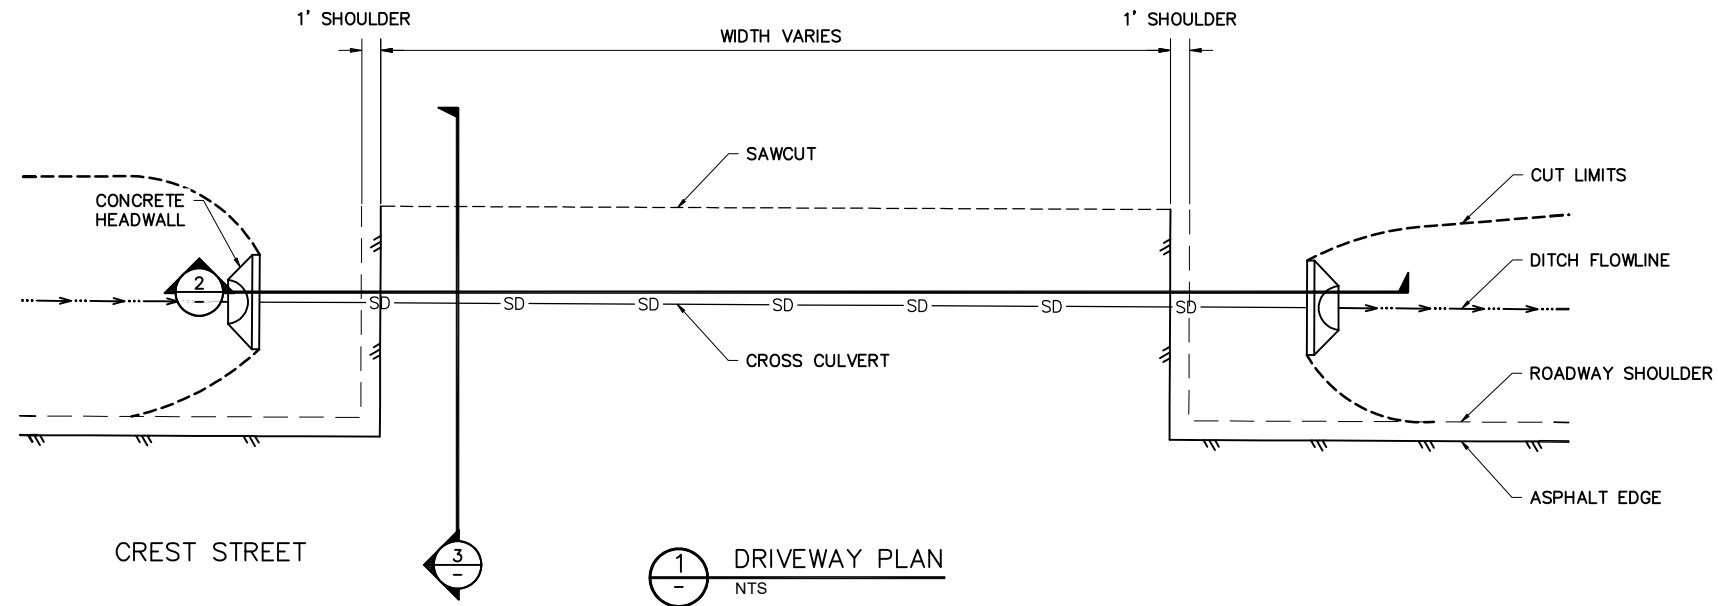 1' SHOULDER
1' SHOULDER
WIDTH VARIES
SAWCUT
CUT LIMITS
CONCRETE
HEADWALL
DITCH FLOWLINE
2
-
SD SD SD SD SD SD SD
CROSS CULVERT
ROADWAY SHOULDER
ASPHALT EDGE
CREST STREET
3
-
1
-
DRIVEWAY PLAN
NTS